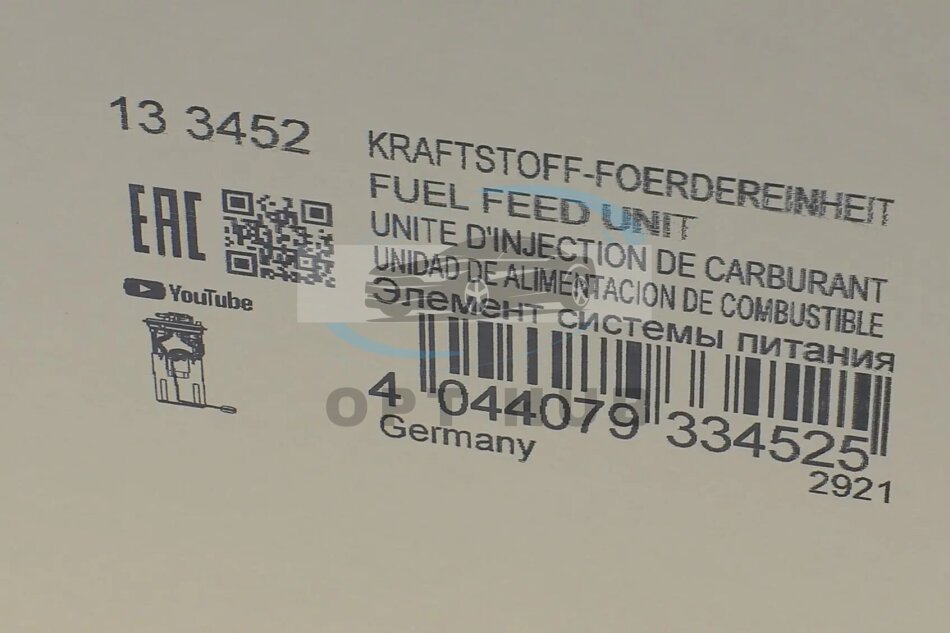 13 3452
EAC
YouTube
KRAFTSTOFF-FOERDEREINHEIT
FUEL FEED UNIT
UNITE D'INJECTION DE CARBURANT
UNIDAD DE ALIMENTACION DE COMBUSTIBLE
Элемент системы питания
4 044079 334525
Germany
2921